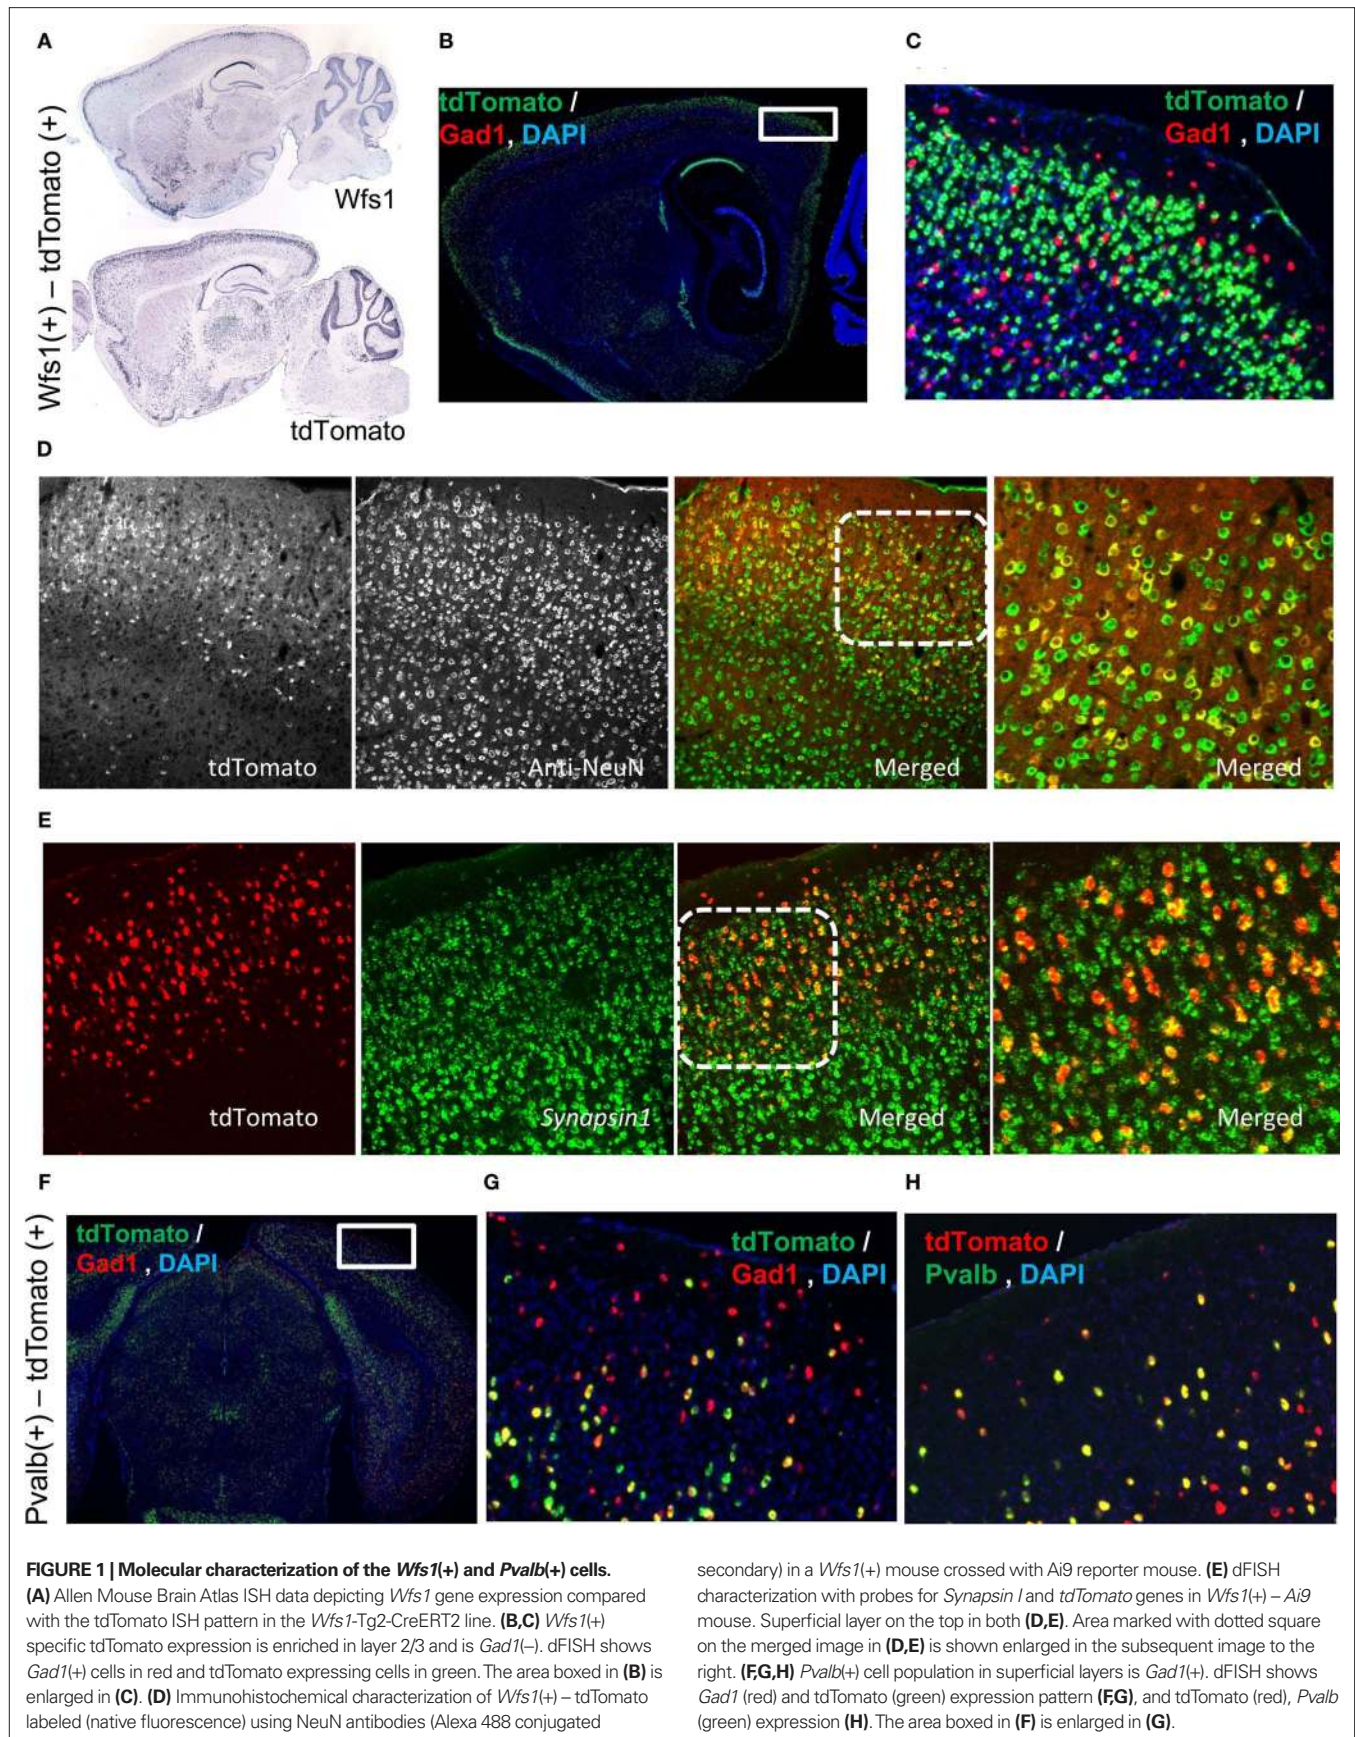 A
B
C
Wfs1(+) – tdTomato (+)
Wfs1
tdTomato
tdTomato /
Gad1 , DAPI
tdTomato /
Gad1 , DAPI
D
tdTomato
Anti-NeuN
Merged
Merged
E
tdTomato
Synapsin1
Merged
Merged
F
G
H
Pvalb(+) – tdTomato (+)
tdTomato /
Gad1 , DAPI
tdTomato /
Gad1 , DAPI
tdTomato /
Pvalb , DAPI
FIGURE 1 | Molecular characterization of the Wfs1(+) and Pvalb(+) cells.
(A) Allen Mouse Brain Atlas ISH data depicting Wfs1 gene expression compared
with the tdTomato ISH pattern in the Wfs1-Tg2-CreERT2 line. (B,C) Wfs1(+)
specific tdTomato expression is enriched in layer 2/3 and is Gad1(–). dFISH shows
Gad1(+) cells in red and tdTomato expressing cells in green. The area boxed in (B) is
enlarged in (C). (D) Immunohistochemical characterization of Wfs1(+) – tdTomato
labeled (native fluorescence) using NeuN antibodies (Alexa 488 conjugated
secondary) in a Wfs1(+) mouse crossed with Ai9 reporter mouse. (E) dFISH
characterization with probes for Synapsin I and tdTomato genes in Wfs1(+) – Ai9
mouse. Superficial layer on the top in both (D,E). Area marked with dotted square
on the merged image in (D,E) is shown enlarged in the subsequent image to the
right. (F,G,H) Pvalb(+) cell population in superficial layers is Gad1(+). dFISH shows
Gad1 (red) and tdTomato (green) expression pattern (F,G), and tdTomato (red), Pvalb
(green) expression (H). The area boxed in (F) is enlarged in (G).